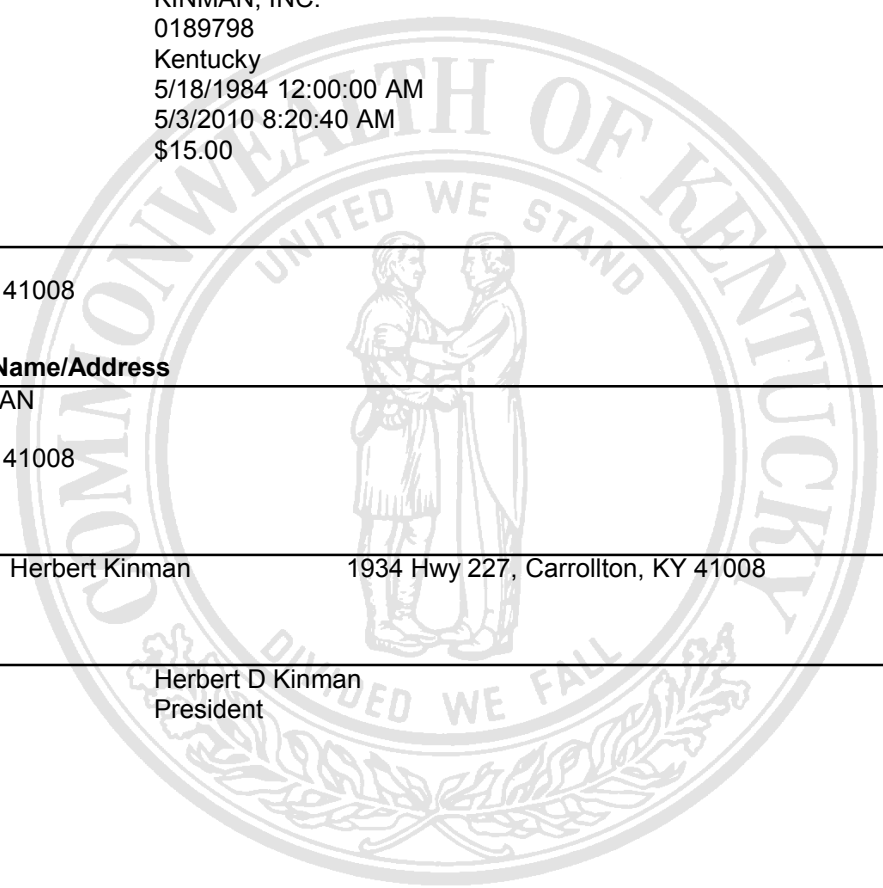 KINMAN, INC.
0189798
Kentucky
5/18/1984 12:00:00 AM
5/3/2010 8:20:40 AM
$15.00
COMMONWEALTH OF KENTUCKY
UNITED WE STAND
41008
Name/Address
AN
41008
Herbert Kinman 1934 Hwy 227, Carrollton, KY 41008
Herbert D Kinman
President
DIVIDED WE FALL